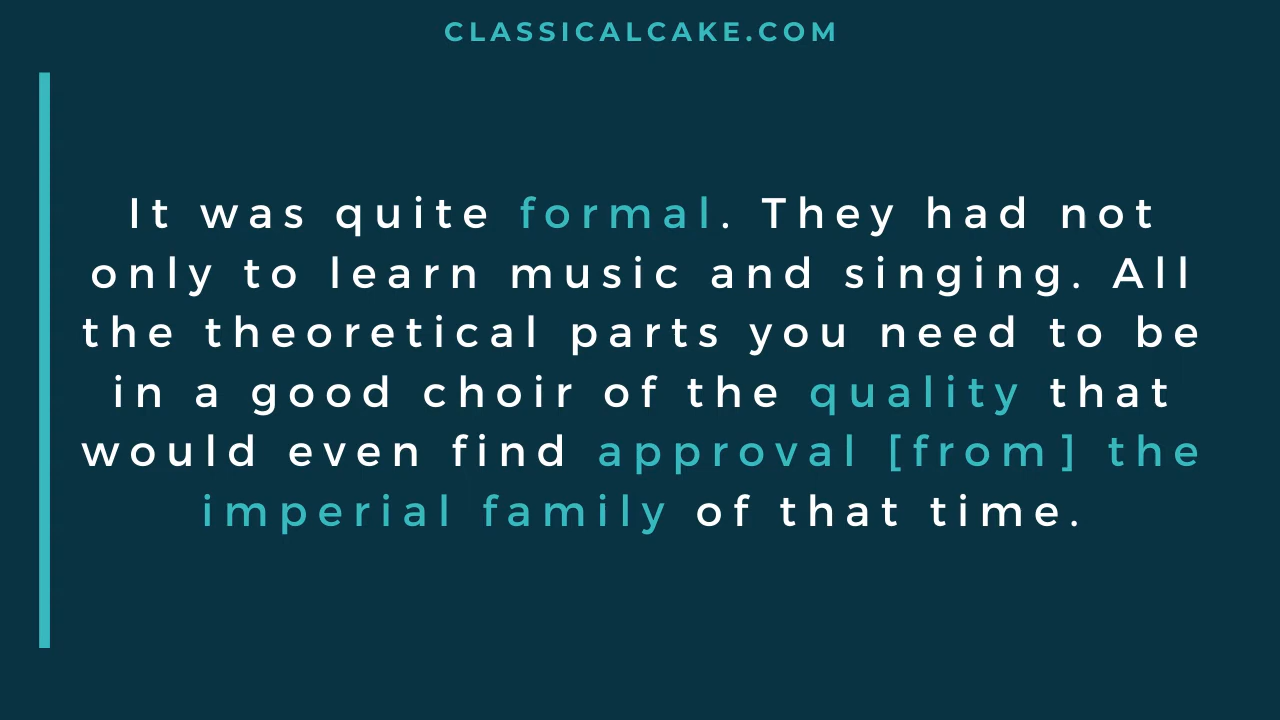 CLASSICALCAKE.COM
It was quite formal. They had not
only to learn music and singing. All
the theoretical parts you need to be
in a good choir of the quality that
would even find approval [from] the
imperial family of that time.